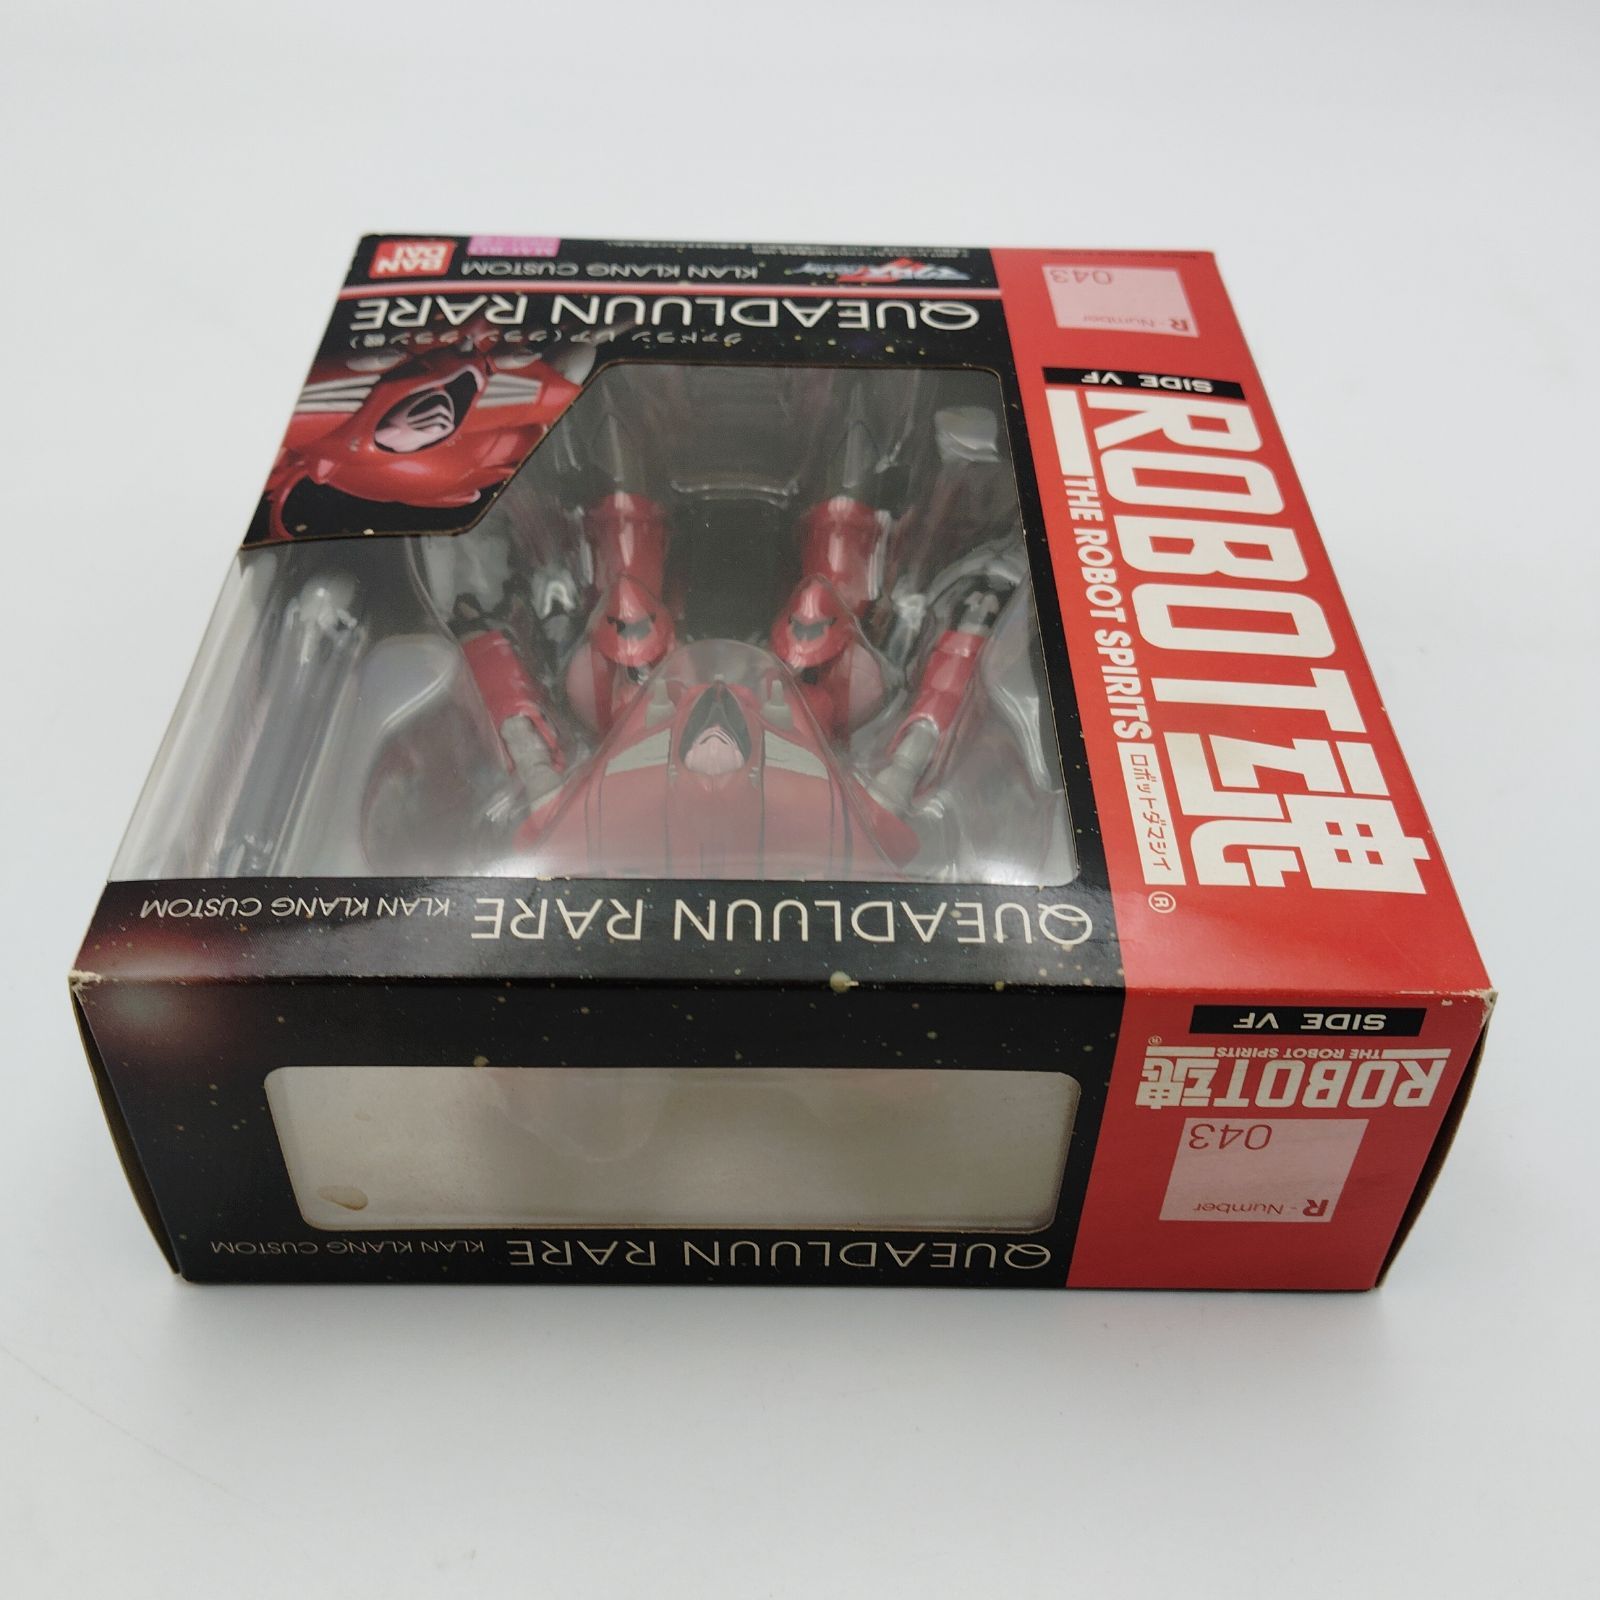 BAN
DAI
KLAN KLANG CUSTOM
QUEADLUUN RARE
クァドラン レア（クラン・クラン機）
R - Number
043
SIDE VF
ROBOT魂
THE ROBOT SPIRITS
ロボットダマシイ
®
QUEADLUUN RARE
KLAN KLANG CUSTOM
SIDE VF
ROBOT魂
THE ROBOT SPIRITS
®
R - Number
043
QUEADLUUN RARE
KLAN KLANG CUSTOM